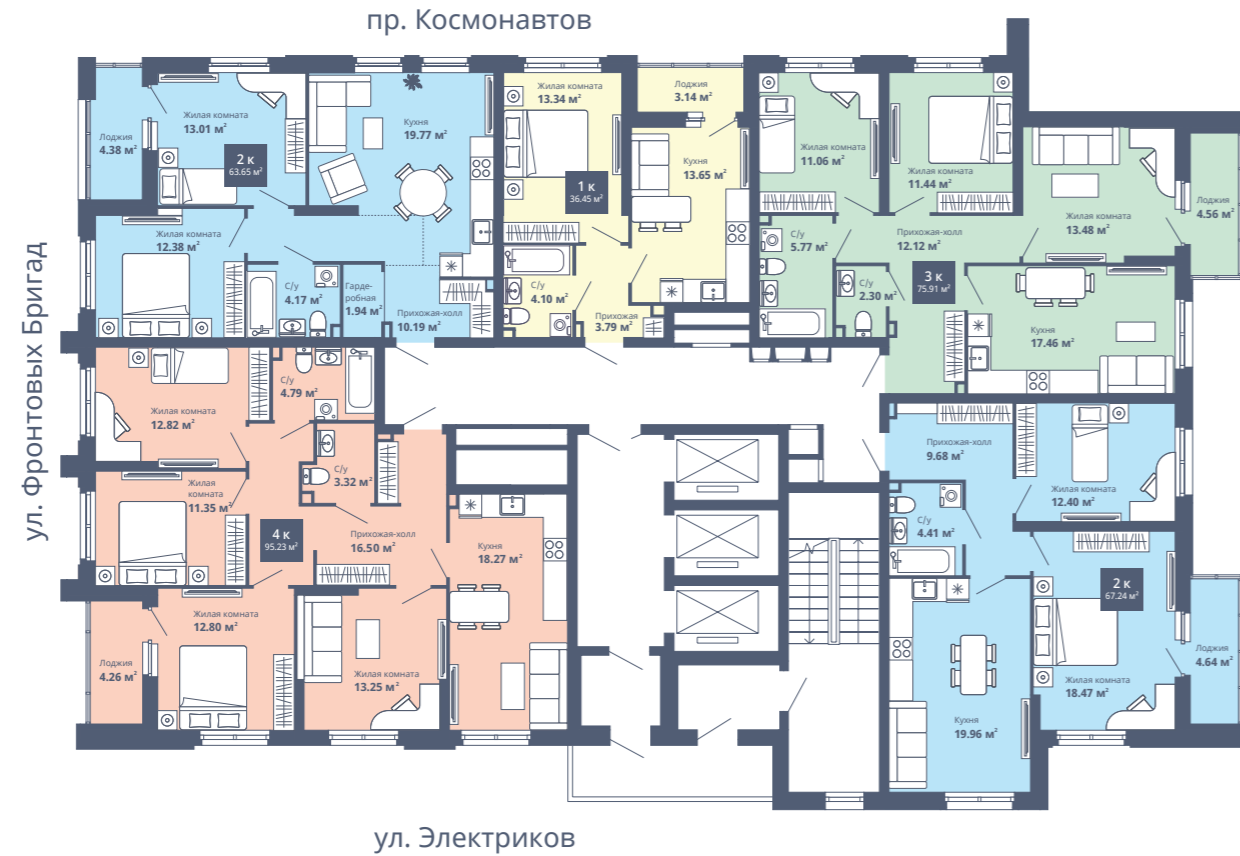 пр. Космонавтов
ул. Фронтовых Бригад
Лоджия
4.38 м²
Жилая комната
13.01 м²
2 к
63.65 м²
Кухня
19.77 м²
Жилая комната
12.38 м²
С/у
4.17 м²
Гарде-
робная
1.94 м²
Прихожая-холл
10.19 м²
Жилая комната
13.34 м²
Лоджия
3.14 м²
1 к
36.45 м²
Кухня
13.65 м²
С/у
4.10 м²
Прихожая
3.79 м²
Жилая комната
11.06 м²
Жилая комната
11.44 м²
Жилая комната
13.48 м²
Лоджия
4.56 м²
С/у
5.77 м²
Прихожая-холл
12.12 м²
3 к
75.91 м²
С/у
2.30 м²
Кухня
17.46 м²
Жилая комната
12.82 м²
С/у
4.79 м²
С/у
3.32 м²
Жилая
комната
11.35 м²
4 к
95.23 м²
Прихожая-холл
16.50 м²
Кухня
18.27 м²
Лоджия
4.26 м²
Жилая комната
12.80 м²
Жилая комната
13.25 м²
Прихожая-холл
9.68 м²
Жилая комната
12.40 м²
С/у
4.41 м²
2 к
67.24 м²
Жилая комната
18.47 м²
Лоджия
4.64 м²
Кухня
19.96 м²
ул. Электриков